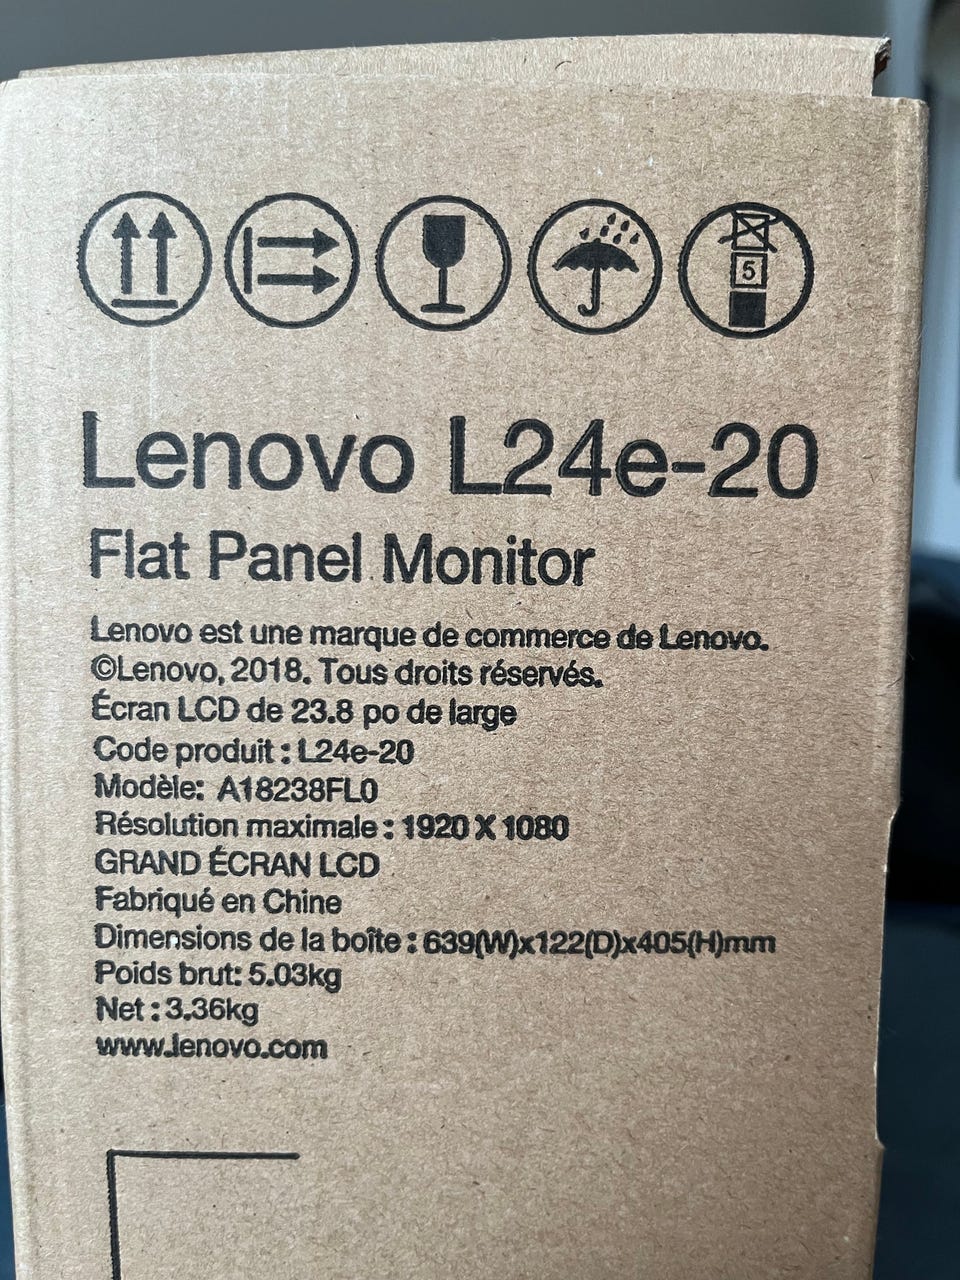 5
Lenovo L24e-20
Flat Panel Monitor
Lenovo est une marque de commerce de Lenovo.
©Lenovo, 2018. Tous droits réservés.
Écran LCD de 23.8 po de large
Code produit : L24e-20
Modèle: A18238FL0
Résolution maximale : 1920 X 1080
GRAND ÉCRAN LCD
Fabriqué en Chine
Dimensions de la boîte : 639(W)x122(D)x405(H)mm
Poids brut: 5.03kg
Net : 3.36kg
www.lenovo.com